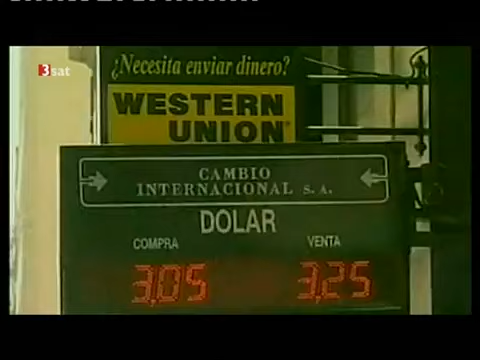 3sat
¿Necesita enviar dinero?
WESTERN
UNION
CAMBIO
INTERNACIONAL S.A.
DOLAR
COMPRA VENTA
3,05 3,25